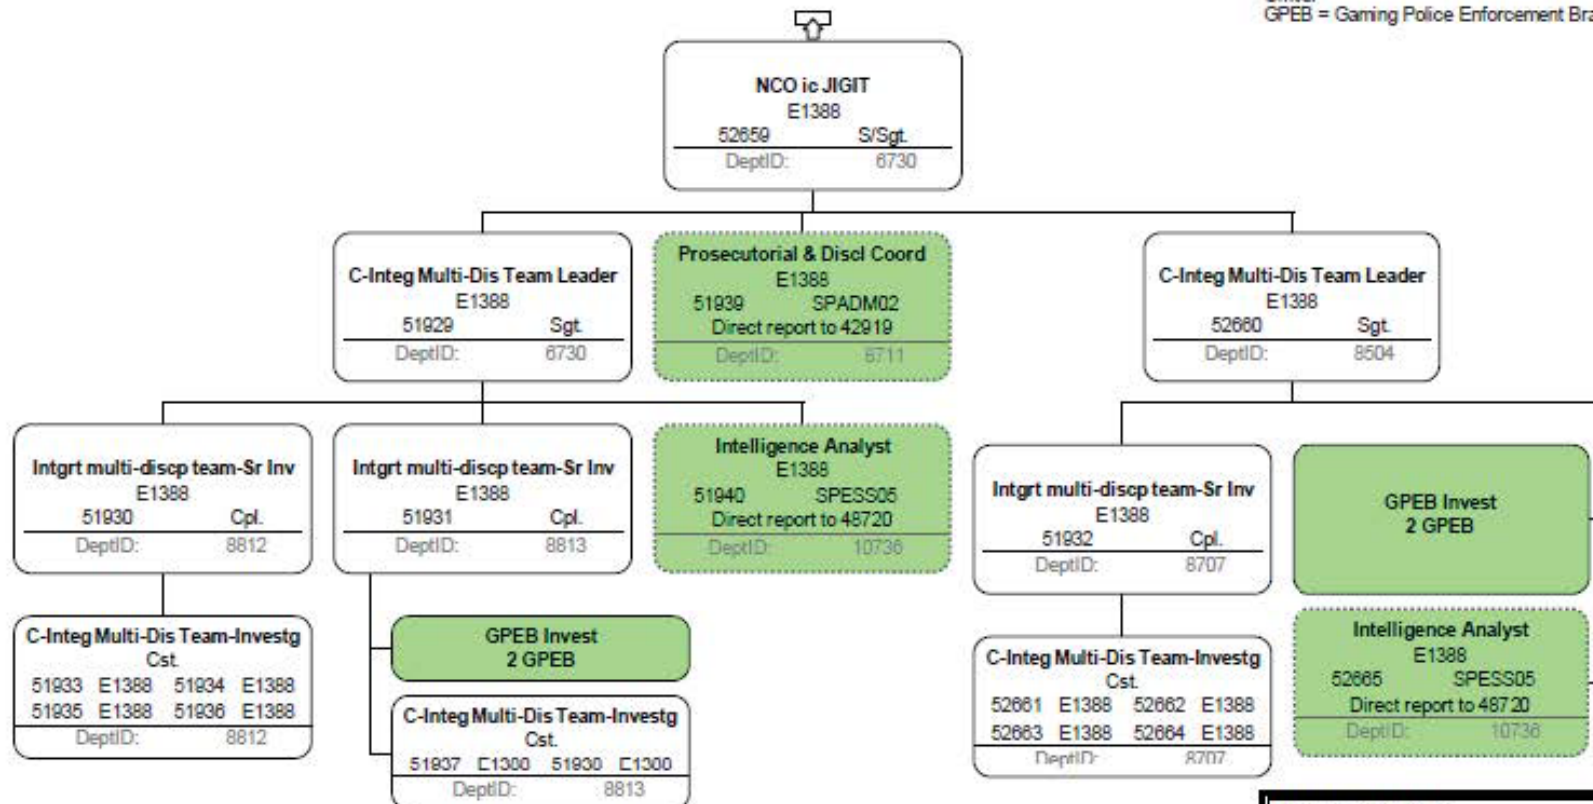 GPEB = Gaming Police Enforcement Bra
NCO ic JIGIT
E1388
52659 S/Sgt.
DeptID: 6730
C-Integ Multi-Dis Team Leader
E1388
51929 Sgt.
DeptID: 6730
Prosecutorial & Discl Coord
E1388
51939 SPADM02
Direct report to 42919
DeptID: 6711
C-Integ Multi-Dis Team Leader
E1388
52660 Sgt.
DeptID: 8504
Intgrt multi-discp team-Sr Inv
E1388
51930 Cpl.
DeptID: 8812
Intgrt multi-discp team-Sr Inv
E1388
51931 Cpl.
DeptID: 8813
Intelligence Analyst
E1388
51940 SPESS05
Direct report to 48720
DeptID: 10736
Intgrt multi-discp team-Sr Inv
E1388
51932 Cpl.
DeptID: 8707
GPEB Invest
2 GPEB
C-Integ Multi-Dis Team-Investg
Cst.
51933 E1388 51934 E1388
51935 E1388 51936 E1388
DeptID: 8812
GPEB Invest
2 GPEB
C-Integ Multi-Dis Team-Investg
Cst.
51937 E1300 51930 E1300
DeptID: 8813
C-Integ Multi-Dis Team-Investg
Cst.
52661 E1388 52662 E1388
52663 E1388 52664 E1388
DeptID: 8707
Intelligence Analyst
E1388
52665 SPESS05
Direct report to 48720
DeptID: 10736